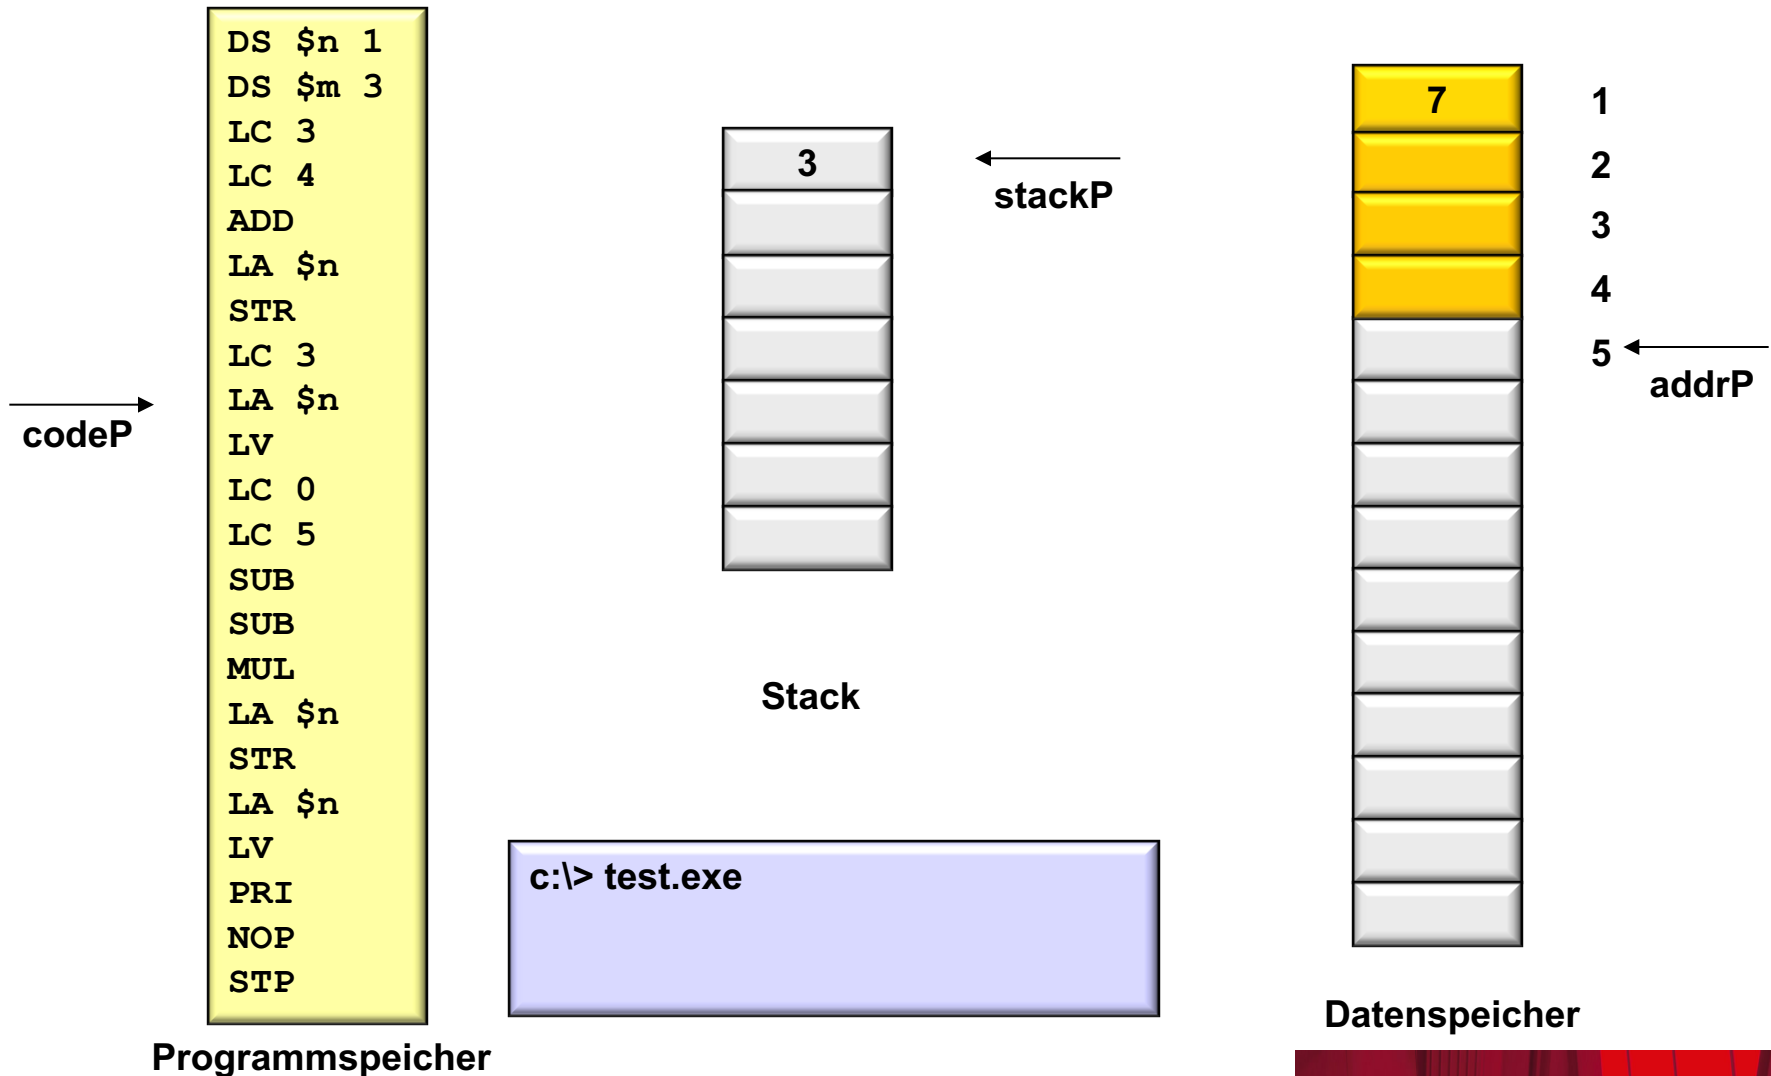 DS $n 1
DS $m 3
LC 3
LC 4
ADD
LA $n
STR
LC 3
LA $n
LV
LC 0
LC 5
SUB
SUB
MUL
LA $n
STR
LA $n
LV
PRI
NOP
STP
codeP
Programmspeicher
3
stackP
Stack
c:\> test.exe
7
1
2
3
4
5
addrP
Datenspeicher